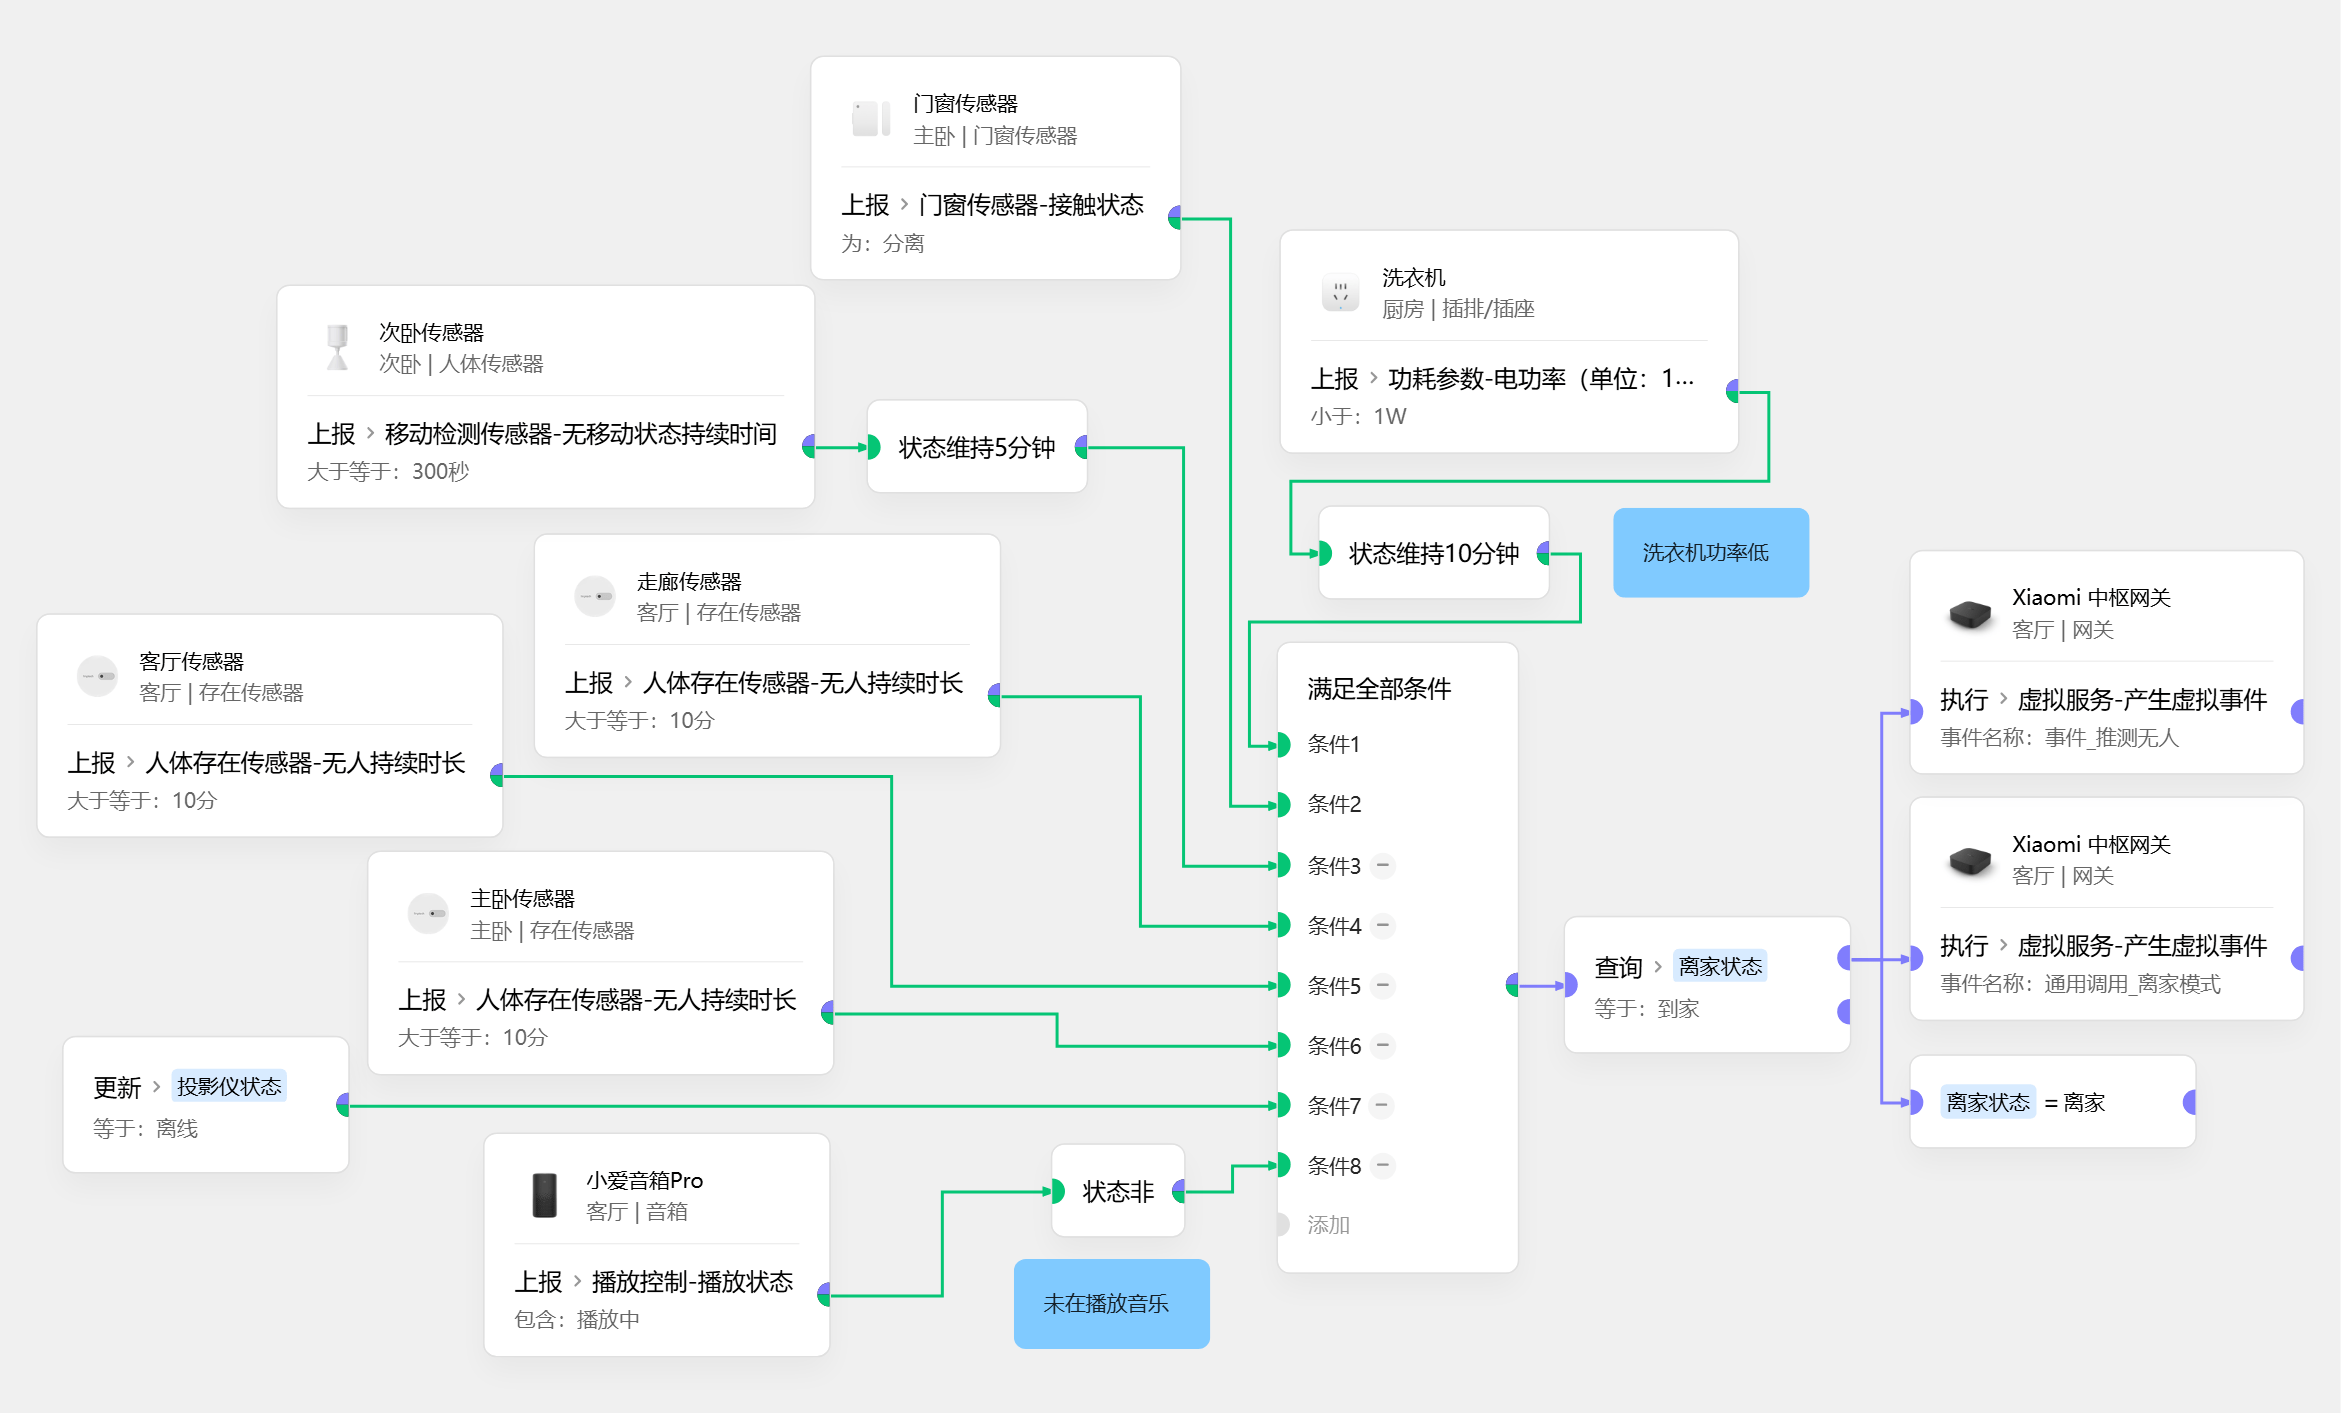 门窗传感器
主卧 | 门窗传感器
上报 > 门窗传感器-接触状态
为：分离
洗衣机
厨房 | 插排/插座
上报 > 功耗参数-电功率（单位：1...
小于：1W
次卧传感器
次卧 | 人体传感器
上报 > 移动检测传感器-无移动状态持续时间
大于等于：300秒
状态维持5分钟
状态维持10分钟
洗衣机功率低
走廊传感器
客厅 | 存在传感器
上报 > 人体存在传感器-无人持续时长
大于等于：10分
客厅传感器
客厅 | 存在传感器
上报 > 人体存在传感器-无人持续时长
大于等于：10分
主卧传感器
主卧 | 存在传感器
上报 > 人体存在传感器-无人持续时长
大于等于：10分
更新 > 投影仪状态
等于：离线
小爱音箱Pro
客厅 | 音箱
上报 > 播放控制-播放状态
包含：播放中
状态非
未在播放音乐
满足全部条件
条件1
条件2
条件3
条件4
条件5
条件6
条件7
条件8
添加
查询 > 离家状态
等于：到家
Xiaomi 中枢网关
客厅 | 网关
执行 > 虚拟服务-产生虚拟事件
事件名称：事件_推测无人
Xiaomi 中枢网关
客厅 | 网关
执行 > 虚拟服务-产生虚拟事件
事件名称：通用调用_离家模式
离家状态 = 离家